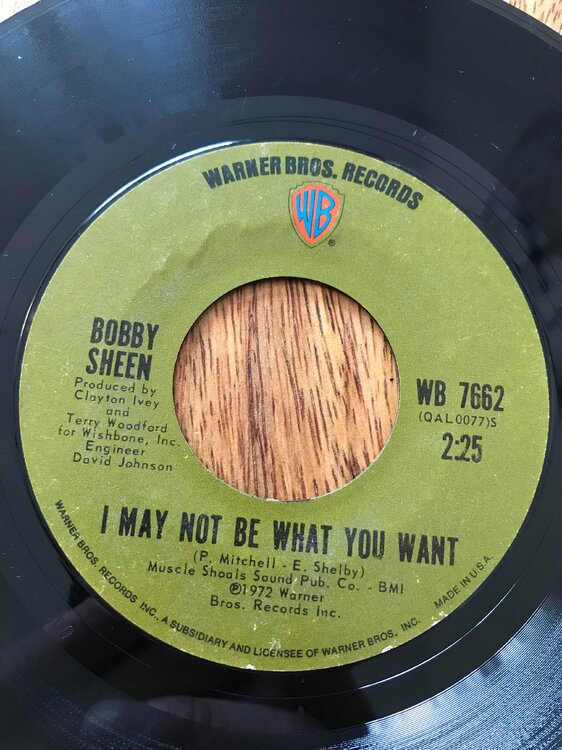 WARNER BROS. RECORDS
WB
®
BOBBY
SHEEN
Produced by
Clayton Ivey
and
Terry Woodford
for Wishbone, Inc.
Engineer
David Johnson
WB 7662
(QAL0077)S
2:25
I MAY NOT BE WHAT YOU WANT
(P. Mitchell - E. Shelby)
Muscle Shoals Sound Pub. Co. - BMI
℗1972 Warner
Bros. Records Inc.
WARNER BROS. RECORDS INC., A SUBSIDIARY AND LICENSEE OF WARNER BROS. INC. MADE IN U.S.A.